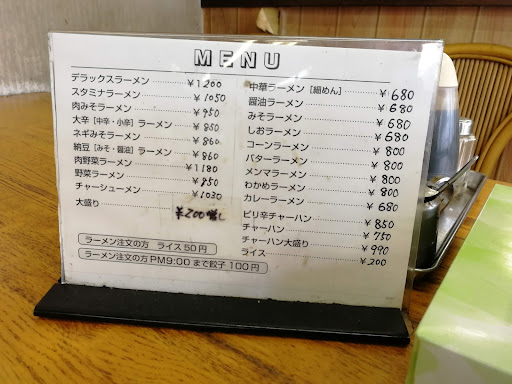 MENU
デラックスラーメン ¥1200
スタミナラーメン ¥1050
肉みそラーメン ¥950
大辛[中辛・小辛]ラーメン ¥850
ネギみそラーメン ¥860
納豆[みそ・醤油]ラーメン ¥860
肉野菜ラーメン ¥1180
野菜ラーメン ¥850
チャーシューメン ¥1030
大盛り ¥200増し
ラーメン注文の方 ライス50円
ラーメン注文の方PM9:00まで餃子100円
中華ラーメン[細めん] ¥680
醤油ラーメン ¥680
みそラーメン ¥680
しおラーメン ¥680
コーンラーメン ¥800
バターラーメン ¥800
メンマラーメン ¥800
わかめラーメン ¥800
カレーラーメン ¥680
ピリ辛チャーハン ¥850
チャーハン ¥750
チャーハン大盛り ¥990
ライス ¥200